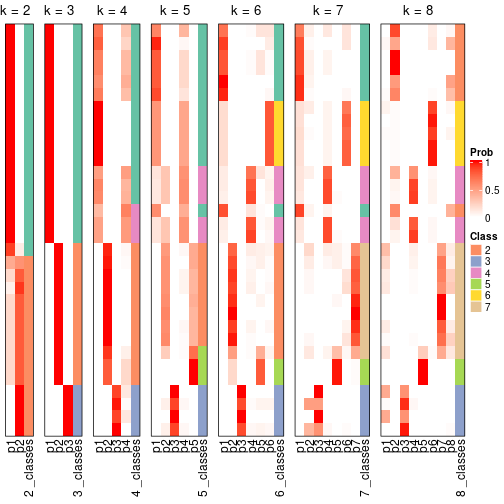 k = 2 k = 3 k = 4 k = 5 k = 6 k = 7 k = 8
Prob
1
0.5
0
Class
2
3
4
5
6
7
p1 p2 2_classes p1 p2 p3 3_classes p1 p2 p3 p4 4_classes p1 p2 p3 p4 p5 5_classes p1 p2 p3 p4 p5 p6 6_classes p1 p2 p3 p4 p5 p6 p7 7_classes p1 p2 p3 p4 p5 p6 p7 p8 8_classes